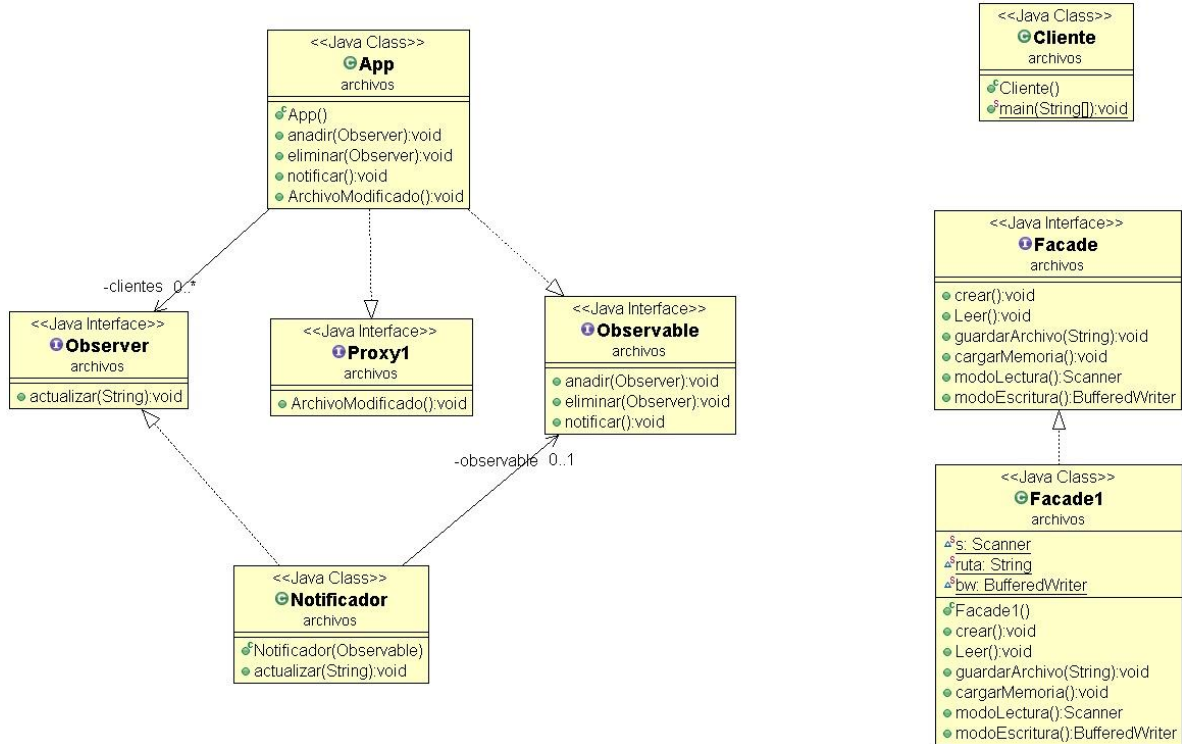 <<Java Class>>
App
archivos
App()
anadir(Observer):void
eliminar(Observer):void
notificar():void
ArchivoModificado():void
<<Java Class>>
Cliente
archivos
Cliente()
main(String[]):void
-clientes 0..*
<<Java Interface>>
Observer
archivos
actualizar(String):void
<<Java Interface>>
Proxy1
archivos
ArchivoModificado():void
<<Java Interface>>
Observable
archivos
anadir(Observer):void
eliminar(Observer):void
notificar():void
<<Java Interface>>
Facade
archivos
crear():void
Leer():void
guardarArchivo(String):void
cargarMemoria():void
modoLectura():Scanner
modoEscritura():BufferedWriter
-observable 0..1
<<Java Class>>
Notificador
archivos
Notificador(Observable)
actualizar(String):void
<<Java Class>>
Facade1
archivos
s: Scanner
ruta: String
bw: BufferedWriter
Facade1()
crear():void
Leer():void
guardarArchivo(String):void
cargarMemoria():void
modoLectura():Scanner
modoEscritura():BufferedWriter